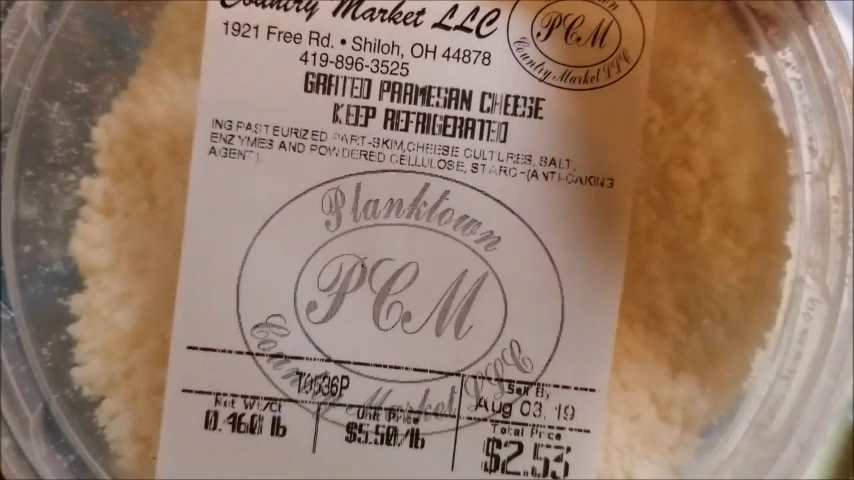 Country Market LLC
1921 Free Rd. • Shiloh, OH 44878
419-896-3525
PCM
Country Market LLC
GRATED PARMESAN CHEESE
KEEP REFRIGERATED
ING PASTEURIZED PART-SKIM,CHEESE CULTURES, SALT,
ENZYMES AND POWDERED CELLULOSE, STARC-(ANTI-CAKING
AGENT)
Planktown
PCM
Country Market LLC
T0536P
Sell By
Aug 03, 19
Net Wt/Ct
0.460 lb
Unit Price
$5.50/lb
Total Price
$2.53